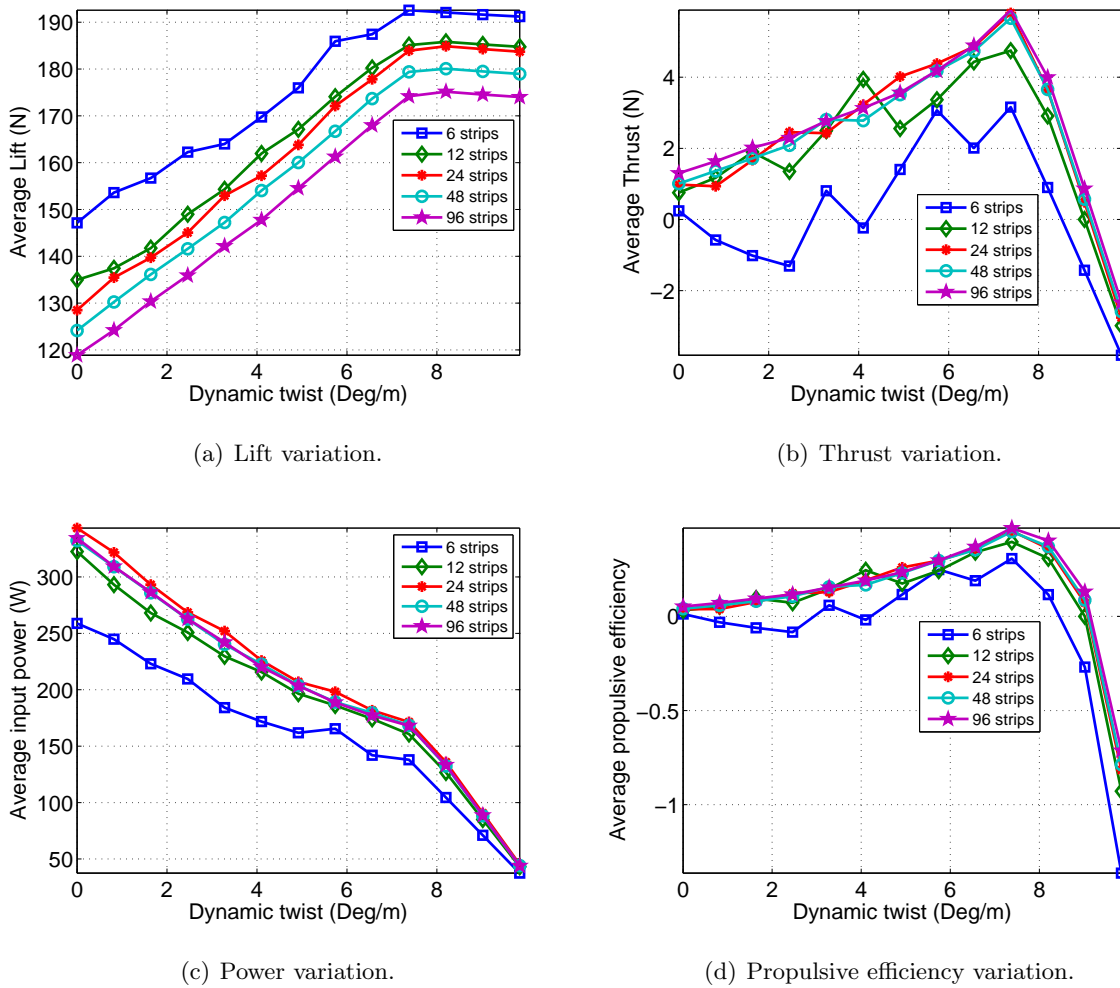 190
180
170
160
150
140
130
120
Average Lift (N)
6 strips
12 strips
24 strips
48 strips
96 strips
0 2 4 6 8
Dynamic twist (Deg/m)
(a) Lift variation.
4
2
0
−2
Average Thrust (N)
6 strips
12 strips
24 strips
48 strips
96 strips
0 2 4 6 8
Dynamic twist (Deg/m)
(b) Thrust variation.
300
250
200
150
100
50
Average input power (W)
6 strips
12 strips
24 strips
48 strips
96 strips
0 2 4 6 8
Dynamic twist (Deg/m)
(c) Power variation.
0
−0.5
−1
Average propulsive efficiency
6 strips
12 strips
24 strips
48 strips
96 strips
0 2 4 6 8
Dynamic twist (Deg/m)
(d) Propulsive efficiency variation.